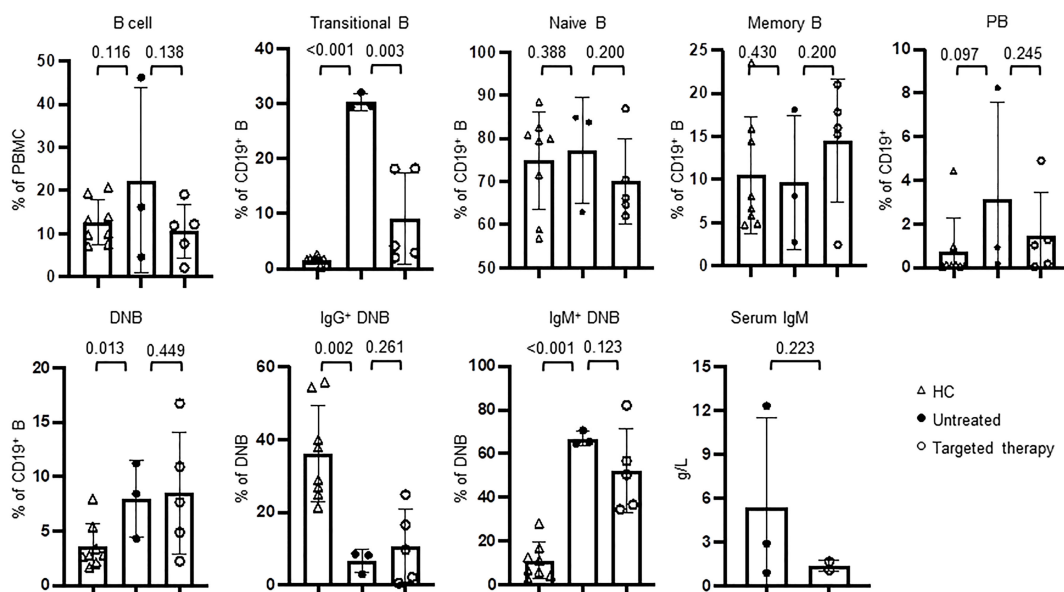 B cell
0.116 0.138
% of PBMC
50
40
30
20
10
0
Transitional B
<0.001 0.003
% of CD19⁺ B
40
30
20
10
0
Naive B
0.388 0.200
% of CD19⁺ B
100
90
80
70
60
50
Memory B
0.430 0.200
% of CD19⁺ B
25
20
15
10
5
0
PB
0.097 0.245
% of CD19⁺
10
8
6
4
2
0
DNB
0.013 0.449
% of CD19⁺ B
20
15
10
5
0
IgG⁺ DNB
0.002 0.261
% of DNB
60
40
20
0
IgM⁺ DNB
<0.001 0.123
% of DNB
100
80
60
40
20
0
Serum IgM
0.223
g/L
15
12
9
6
3
0
HC
Untreated
Targeted therapy